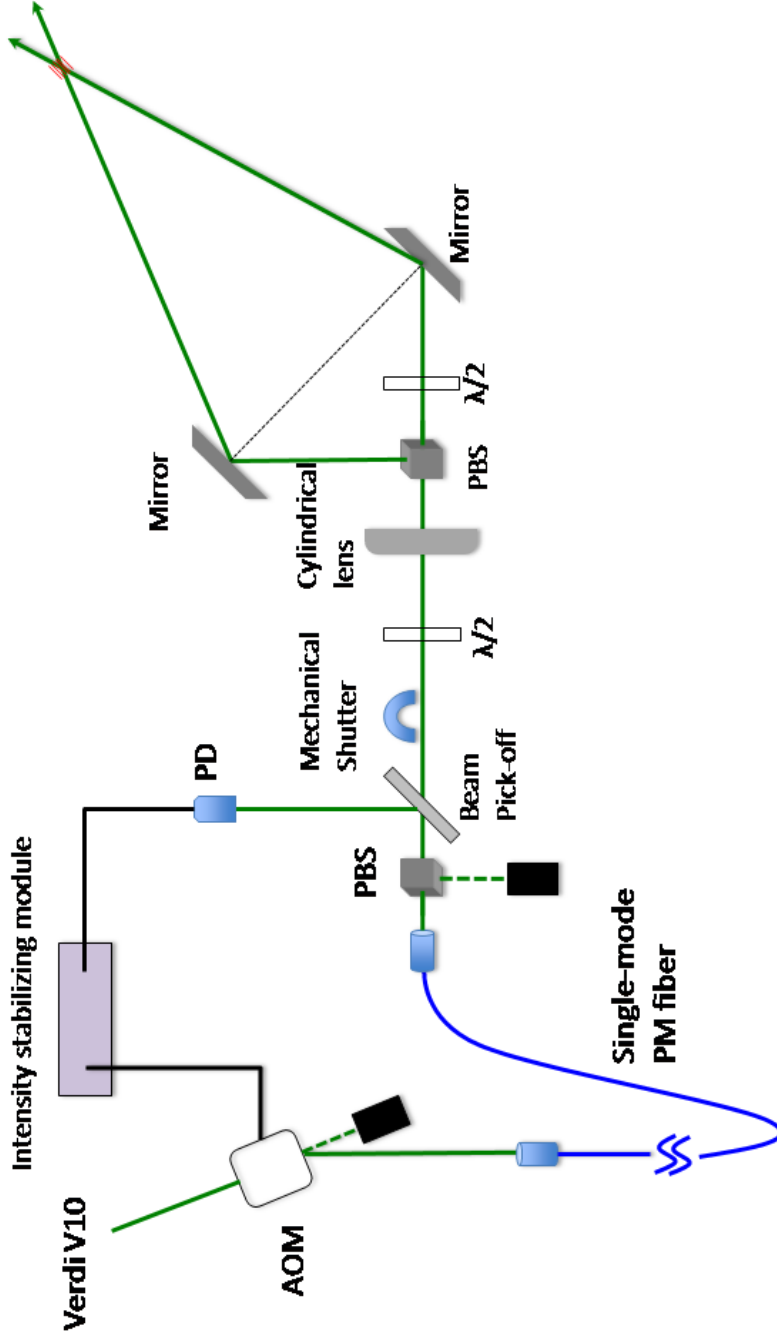 Verdi V10
AOM
Intensity stabilizing module
PD
PBS
Beam
Pick-off
Single-mode
PM fiber
Mechanical
Shutter
λ/2
Cylindrical
lens
PBS
λ/2
Mirror
Mirror